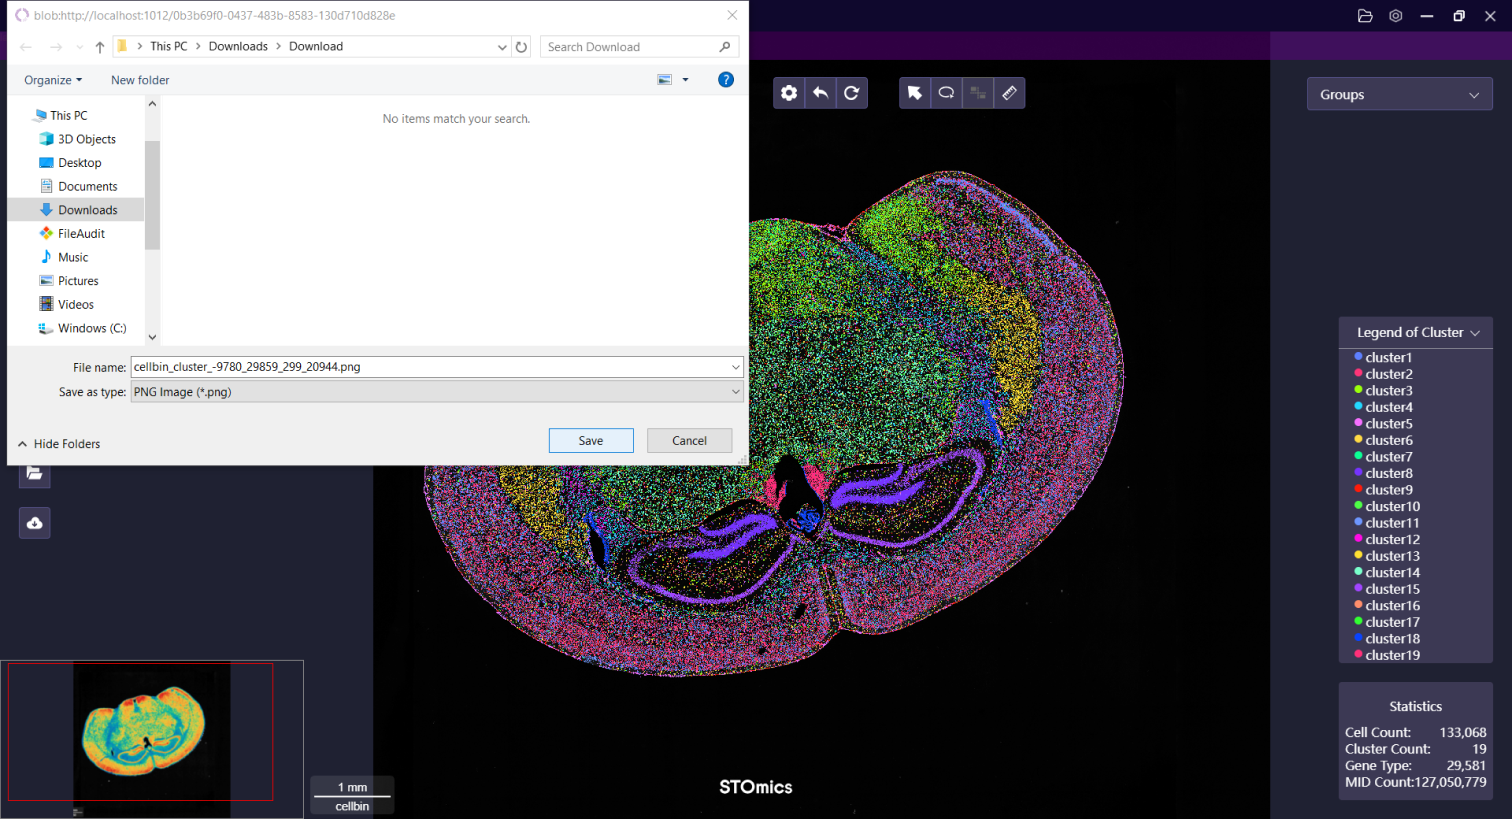 blob:http://localhost:1012/0b3b69f0-0437-483b-8583-130d710d828e
This PC > Downloads > Download
Search Download
Organize
New folder
?
This PC
3D Objects
Desktop
Documents
Downloads
FileAudit
Music
Pictures
Videos
Windows (C:)
No items match your search.
File name: cellbin_cluster_-9780_29859_299_20944.png
Save as type: PNG Image (*.png)
Hide Folders
Save
Cancel
Groups
Legend of Cluster
cluster1
cluster2
cluster3
cluster4
cluster5
cluster6
cluster7
cluster8
cluster9
cluster10
cluster11
cluster12
cluster13
cluster14
cluster15
cluster16
cluster17
cluster18
cluster19
Statistics
Cell Count: 133,068
Cluster Count: 19
Gene Type: 29,581
MID Count:127,050,779
1 mm
cellbin
STOmics